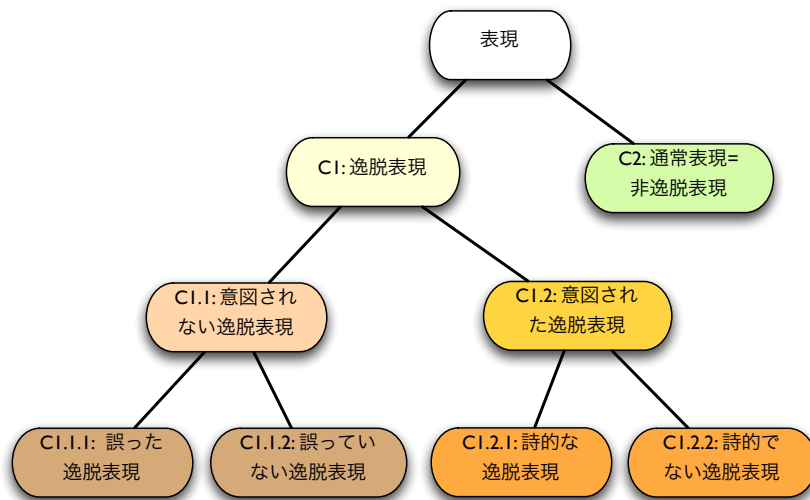 表現
C1: 逸脱表現
C2: 通常表現=
非逸脱表現
C1.1: 意図され
ない逸脱表現
C1.2: 意図され
た逸脱表現
C1.1.1: 誤った
逸脱表現
C1.1.2: 誤ってい
ない逸脱表現
C1.2.1: 詩的な
逸脱表現
C1.2.2: 詩的で
ない逸脱表現